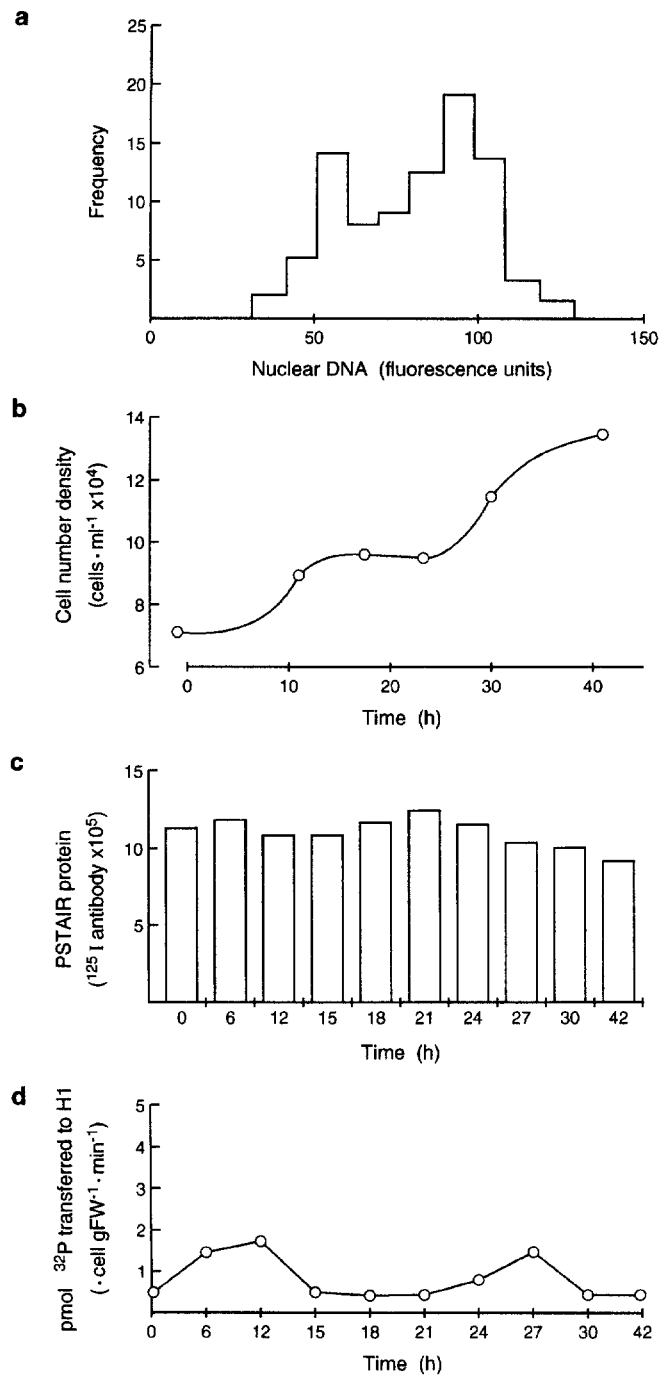 a
25
20
15
10
5
Frequency
0 50 100 150
Nuclear DNA (fluorescence units)
b
14
12
10
8
6
Cell number density
(cells · ml⁻¹ x10⁴)
0 10 20 30 40
Time (h)
c
15
10
5
PSTAIR protein
(¹²⁵ I antibody x10⁵)
0 6 12 15 18 21 24 27 30 42
Time (h)
d
5
4
3
2
1
pmol ³²P transferred to H1
(· cell gFW⁻¹ · min⁻¹)
0 6 12 15 18 21 24 27 30 42
Time (h)